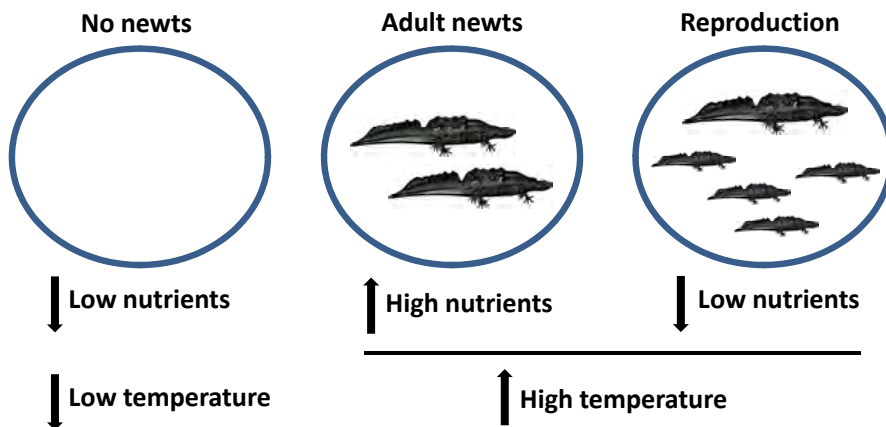 No newts Adult newts Reproduction
Low nutrients High nutrients Low nutrients
Low temperature High temperature